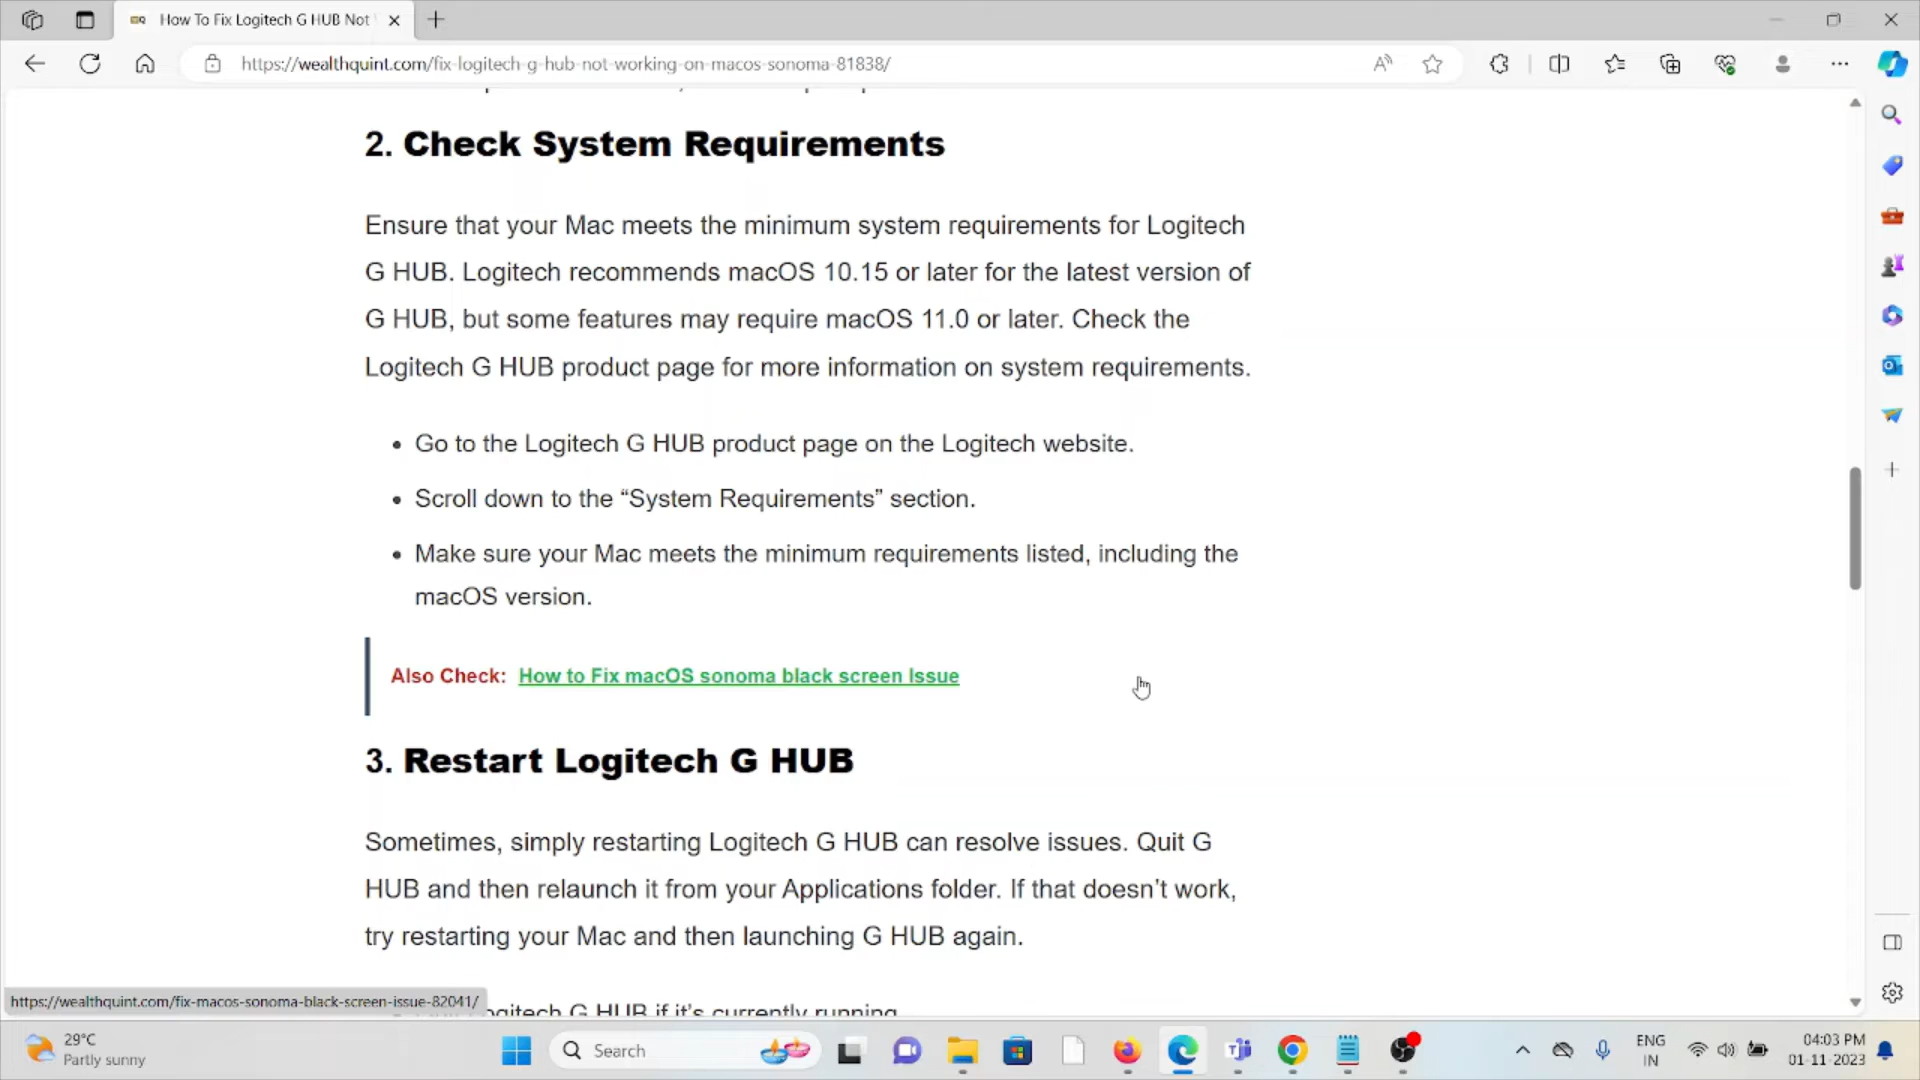 How To Fix Logitech G HUB Not
https://wealthquint.com/fix-logitech-g-hub-not-working-on-macos-sonoma-81838/
2. Check System Requirements
Ensure that your Mac meets the minimum system requirements for Logitech
G HUB. Logitech recommends macOS 10.15 or later for the latest version of
G HUB, but some features may require macOS 11.0 or later. Check the
Logitech G HUB product page for more information on system requirements.
• Go to the Logitech G HUB product page on the Logitech website.
• Scroll down to the “System Requirements” section.
• Make sure your Mac meets the minimum requirements listed, including the
macOS version.
Also Check: How to Fix macOS sonoma black screen Issue
3. Restart Logitech G HUB
Sometimes, simply restarting Logitech G HUB can resolve issues. Quit G
HUB and then relaunch it from your Applications folder. If that doesn’t work,
try restarting your Mac and then launching G HUB again.
Logitech G HUB if it’s currently running
https://wealthquint.com/fix-macos-sonoma-black-screen-issue-82041/
29°C
Partly sunny
Search
ENG
IN
04:03 PM
01-11-2023